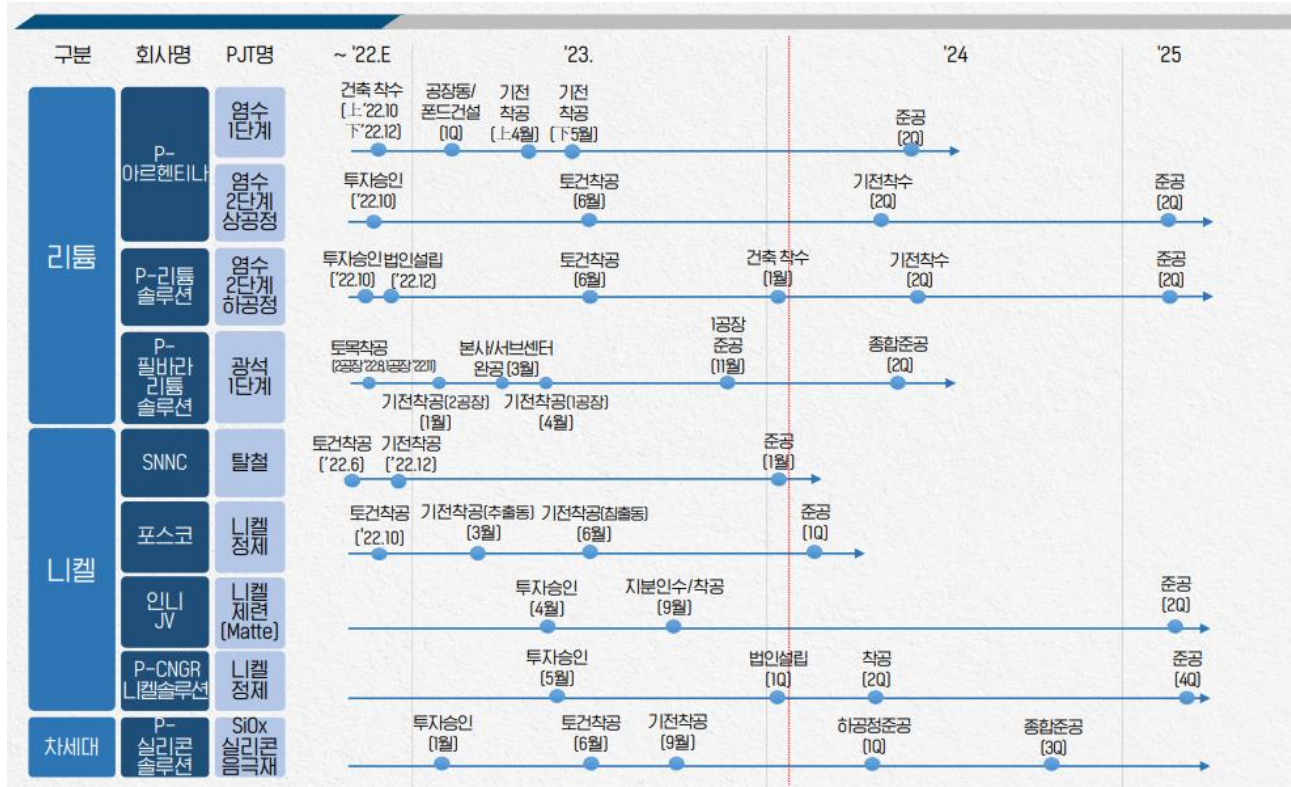 구분 회사명 PJT명 ~ '22.E '23. '24 '25
리튬
P-
아르헨티나
염수
1단계
건축 착수
[上'22.10
下'22.12]
공장동/
폰드건설
(1Q)
기전
착공
[上4월]
기전
착공
[下5월]
준공
(2Q)
염수
2단계
상공정
투자승인
('22.10)
토건착공
(6월)
기전착수
(2Q)
준공
(2Q)
P-리튬
솔루션
염수
2단계
하공정
투자승인
('22.10)
법인설립
('22.12)
토건착공
(6월)
건축 착수
(1월)
기전착수
(2Q)
준공
(2Q)
P-
필바라
리튬
솔루션
광석
1단계
토목착공
(2공장'22.8,1공장'22.11)
기전착공(2공장)
(1월)
본사/서브센터
완공 (3월)
기전착공(1공장)
(4월)
1공장
준공
(11월)
종합준공
(2Q)
니켈
SNNC
탈철
토건착공
('22.6)
기전착공
('22.12)
준공
(1월)
포스코
니켈
정제
토건착공
('22.10)
기전착공(추출동)
(3월)
기전착공(침출동)
(6월)
준공
(1Q)
인니
JV
니켈
제련
(Matte)
투자승인
(4월)
지분인수/착공
(9월)
준공
(2Q)
P-CNGR
니켈솔루션
니켈
정제
투자승인
(5월)
법인설립
(1Q)
착공
(2Q)
준공
(4Q)
차세대
P-
실리콘
솔루션
SiOx
실리콘
음극재
투자승인
(1월)
토건착공
(6월)
기전착공
(9월)
하공정준공
(1Q)
종합준공
(3Q)